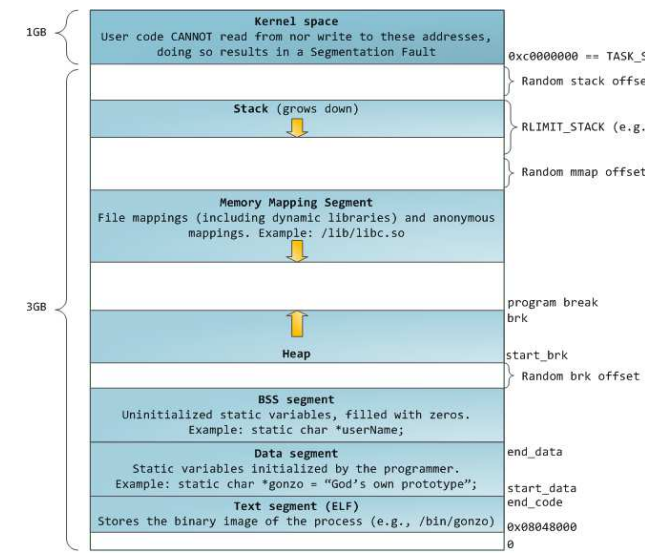 1GB
Kernel space
User code CANNOT read from nor write to these addresses,
doing so results in a Segmentation Fault
0xc0000000 == TASK_S
Random stack offse
Stack (grows down)
RLIMIT_STACK (e.g.
Random mmap offset
Memory Mapping Segment
File mappings (including dynamic libraries) and anonymous
mappings. Example: /lib/libc.so
3GB
program break
brk
Heap
start_brk
Random brk offset
BSS segment
Uninitialized static variables, filled with zeros.
Example: static char *userName;
Data segment
end_data
Static variables initialized by the programmer.
Example: static char *gonzo = “God’s own prototype”;
start_data
end_code
Text segment (ELF)
Stores the binary image of the process (e.g., /bin/gonzo)
0x08048000
0